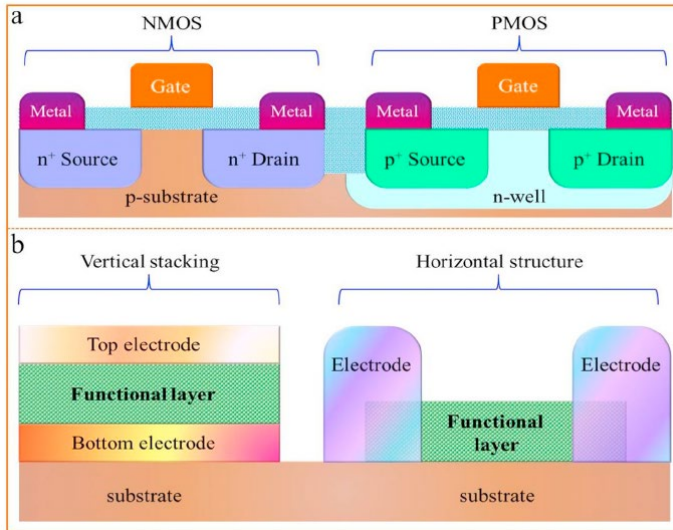 a
NMOS
PMOS
Gate
Gate
Metal
Metal
Metal
Metal
n⁺ Source
n⁺ Drain
p⁺ Source
p⁺ Drain
p-substrate
n-well
b
Vertical stacking
Horizontal structure
Top electrode
Functional layer
Bottom electrode
substrate
Electrode
Electrode
Functional
layer
substrate